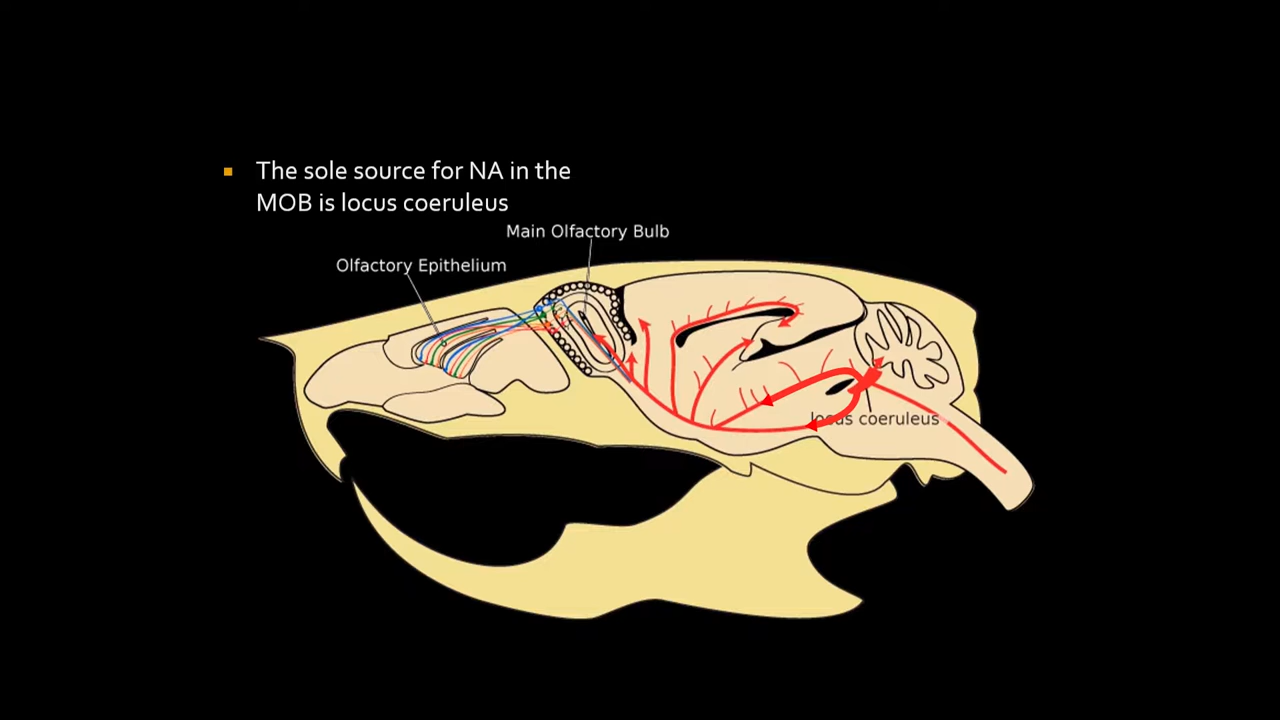 The sole source for NA in the
MOB is locus coeruleus
Main Olfactory Bulb
Olfactory Epithelium
locus coeruleus